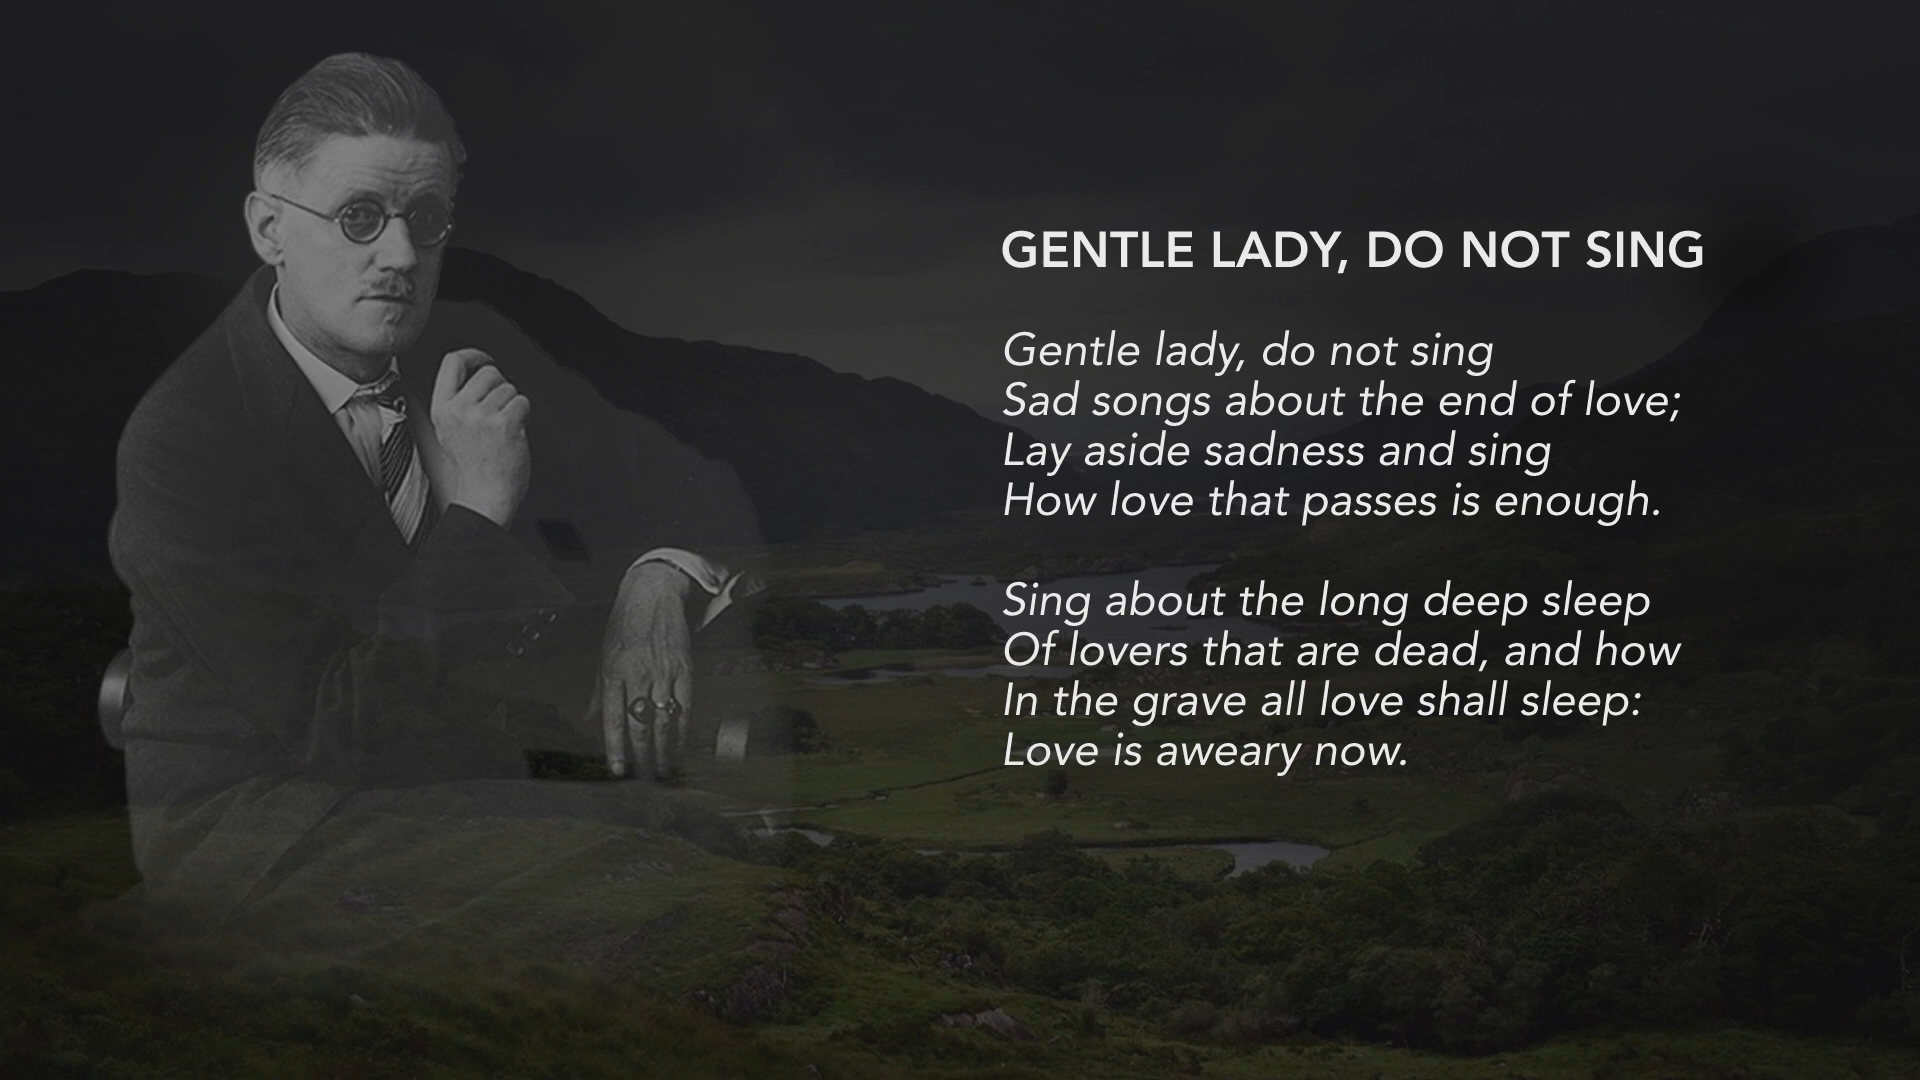 GENTLE LADY, DO NOT SING
Gentle lady, do not sing
Sad songs about the end of love;
Lay aside sadness and sing
How love that passes is enough.
Sing about the long deep sleep
Of lovers that are dead, and how
In the grave all love shall sleep:
Love is aweary now.